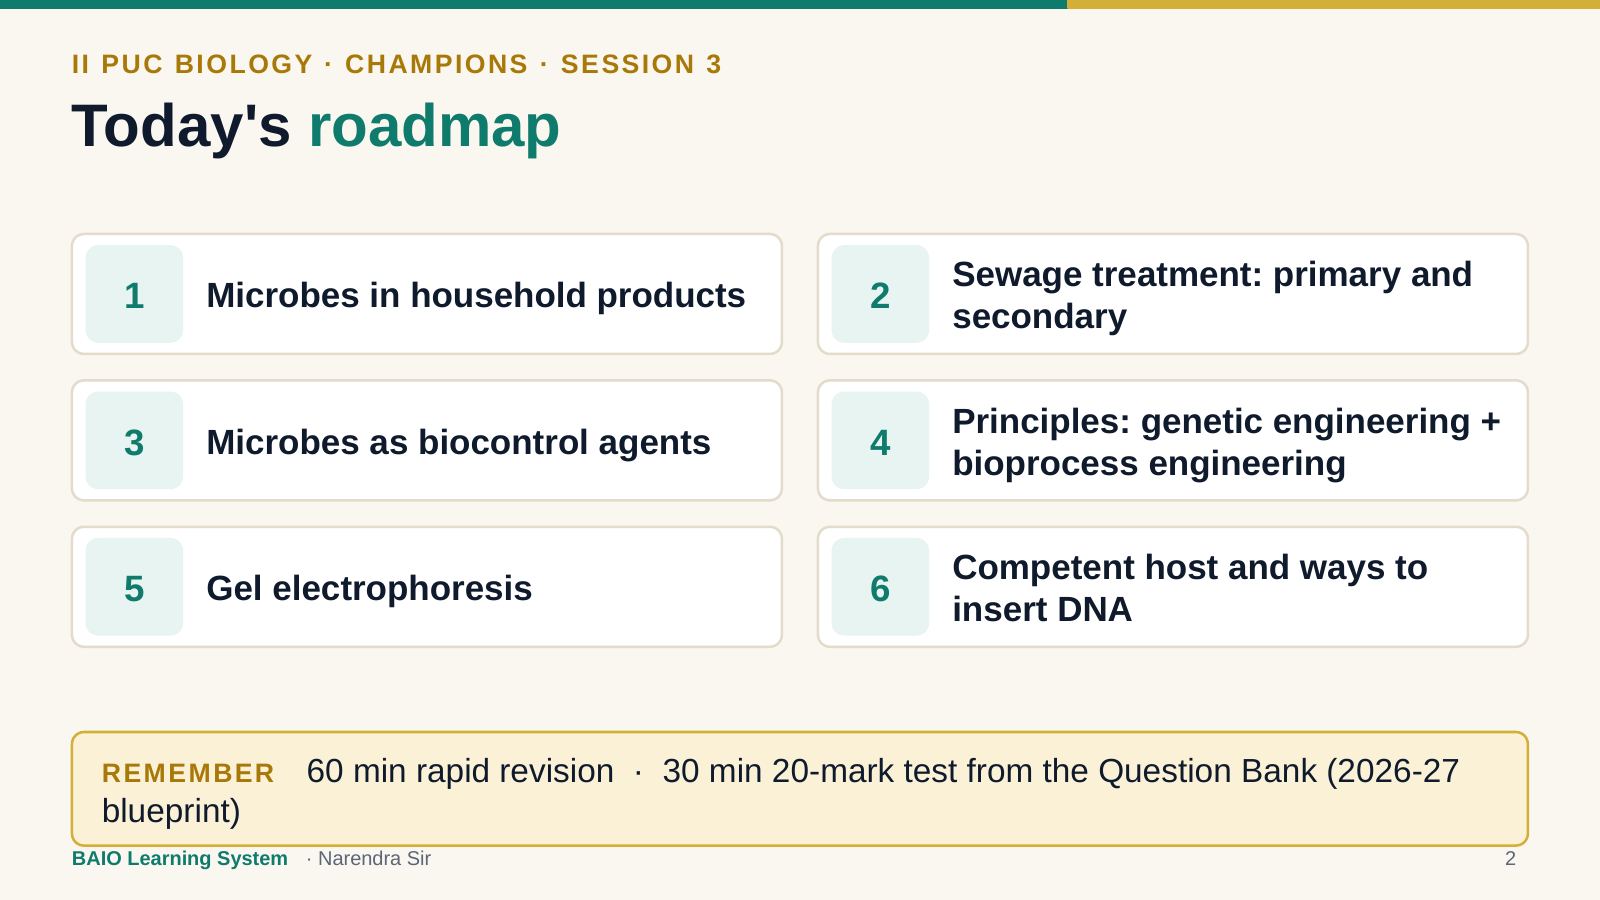 II PUC BIOLOGY · CHAMPIONS · SESSION 3
Today's roadmap
1
Microbes in household products
2
Sewage treatment: primary and
secondary
3
Microbes as biocontrol agents
4
Principles: genetic engineering +
bioprocess engineering
5
Gel electrophoresis
6
Competent host and ways to
insert DNA
REMEMBER 60 min rapid revision · 30 min 20-mark test from the Question Bank (2026-27
blueprint)
BAIO Learning System · Narendra Sir
2